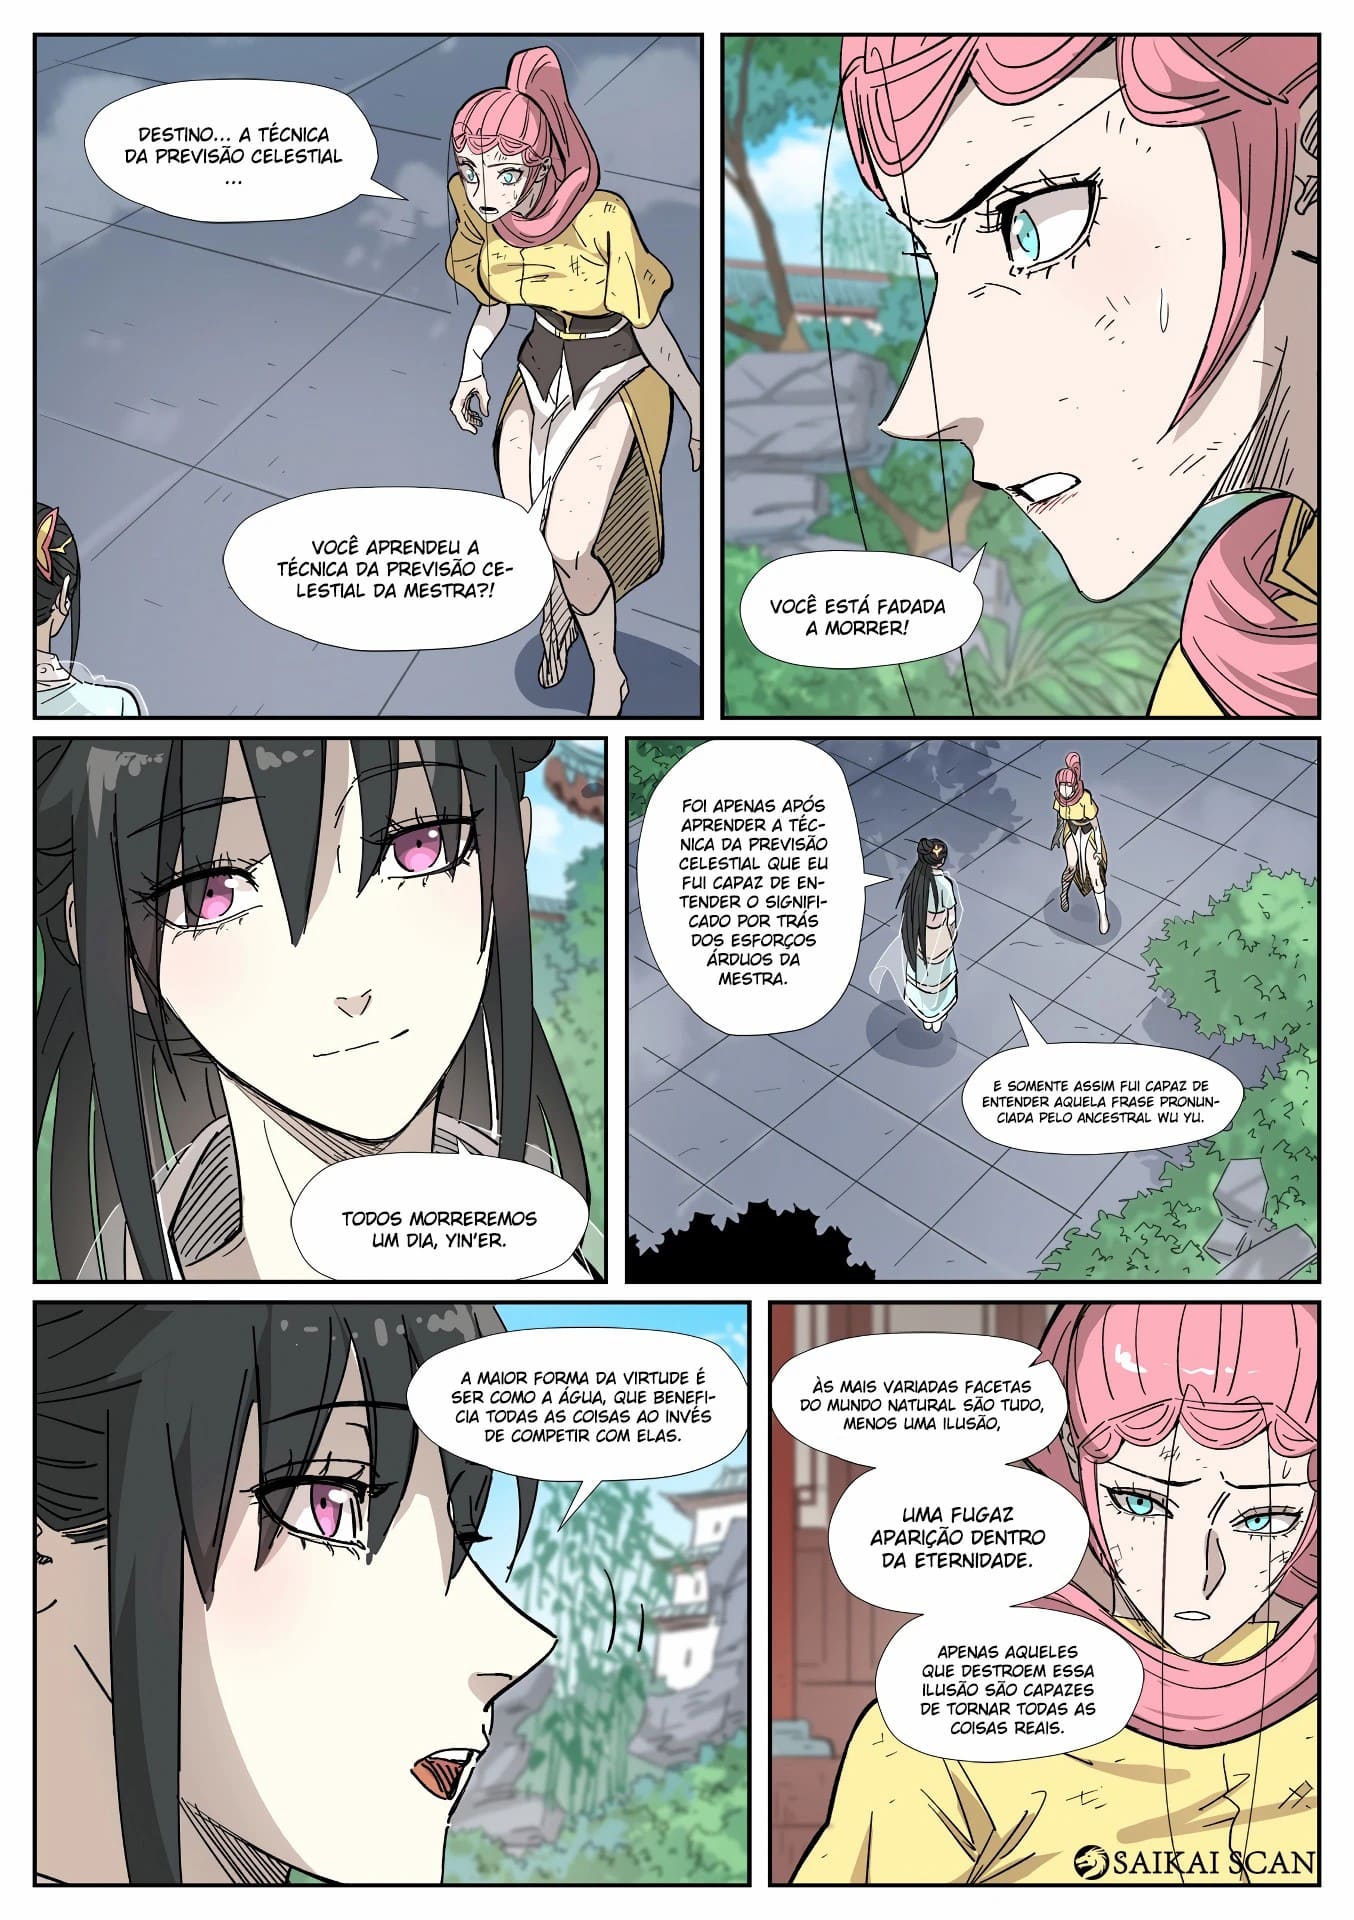 DESTINO... A TÉCNICA
DA PREVISÃO CELESTIAL
...
VOCÊ APRENDEU A
TÉCNICA DA PREVISÃO CE-
LESTIAL DA MESTRA?!
VOCÊ ESTÁ FADADA
A MORRER!
TODOS MORREREMOS
UM DIA, YIN'ER.
FOI APENAS APÓS
APRENDER A TÉC-
NICA DA PREVISÃO
CELESTIAL QUE EU
FUI CAPAZ DE EN-
TENDER O SIGNIFI-
CADO POR TRÁS
DOS ESFORÇOS
ÁRDUOS DA
MESTRA.
E SOMENTE ASSIM FUI CAPAZ DE
ENTENDER AQUELA FRASE PRONUN-
CIADA PELO ANCESTRAL WU YU.
A MAIOR FORMA DA VIRTUDE É
SER COMO A ÁGUA, QUE BENEFI-
CIA TODAS AS COISAS AO INVÉS
DE COMPETIR COM ELAS.
ÀS MAIS VARIADAS FACETAS
DO MUNDO NATURAL SÃO TUDO,
MENOS UMA ILUSÃO,
UMA FUGAZ
APARIÇÃO DENTRO
DA ETERNIDADE.
APENAS AQUELES
QUE DESTROEM ESSA
ILUSÃO SÃO CAPAZES
DE TORNAR TODAS AS
COISAS REAIS.
SAIKAI SCAN